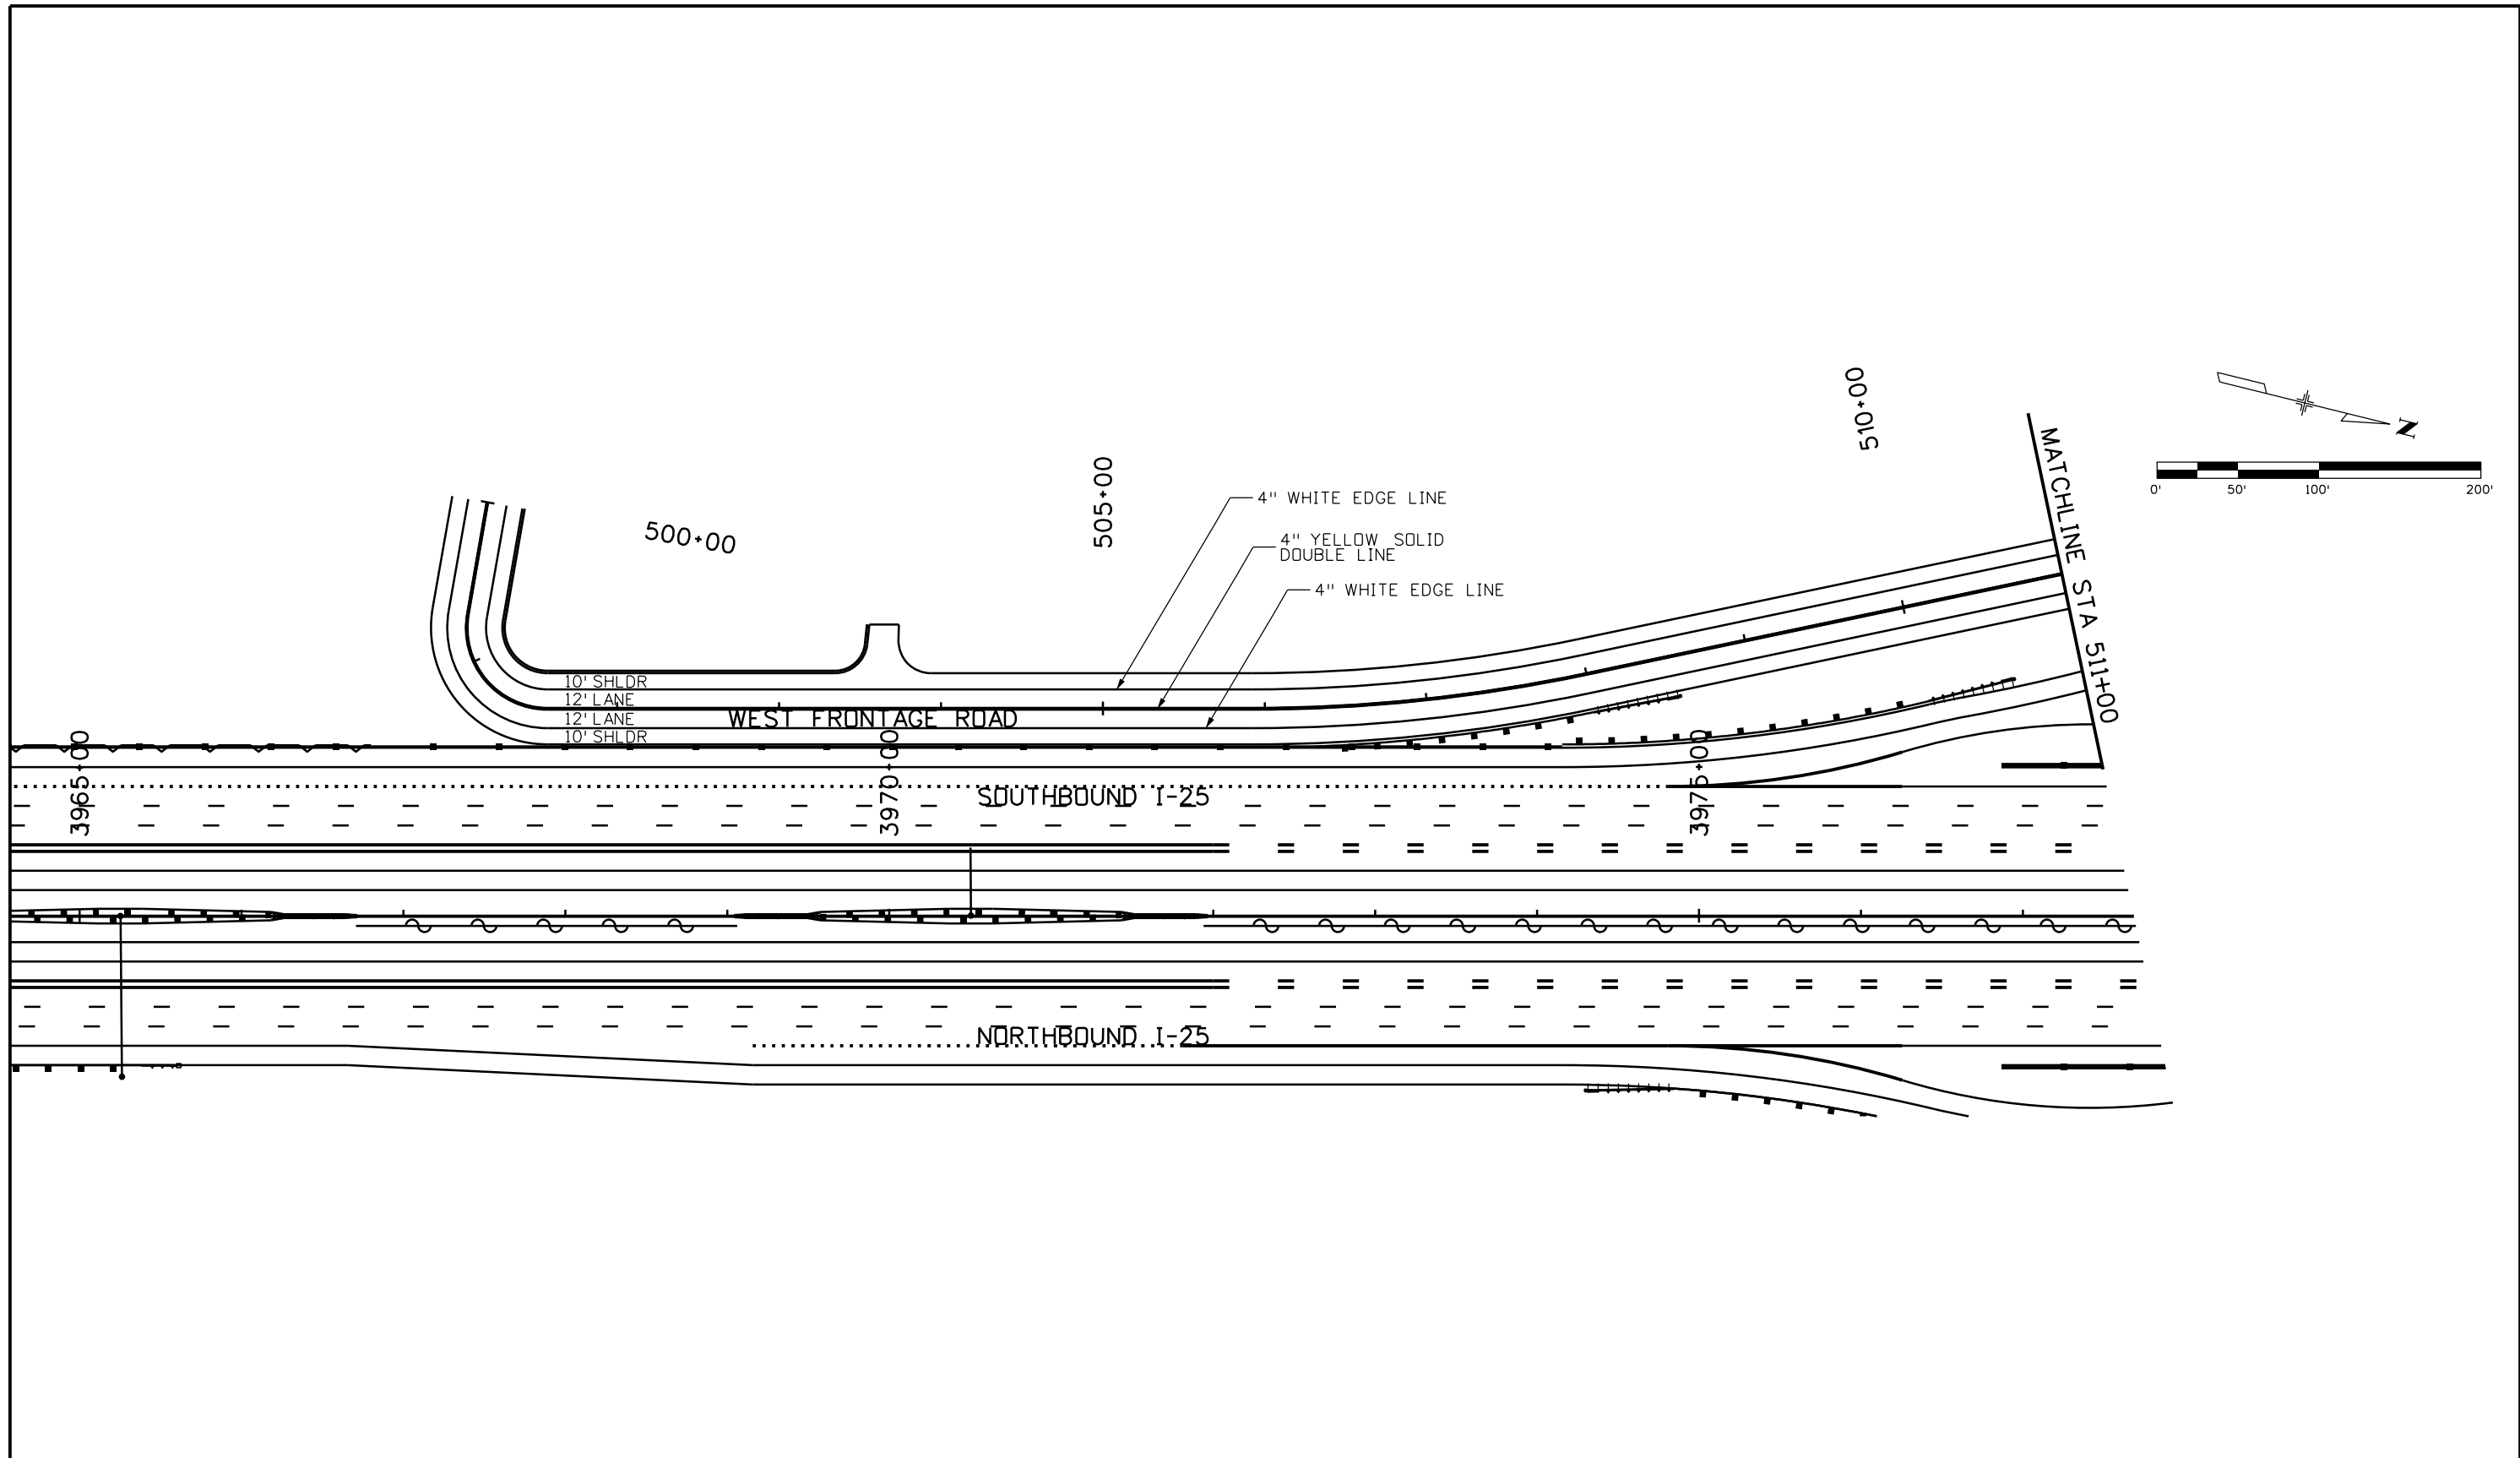 510+00
MATCHLINE STA 511+00
N
0' 50' 100' 200'
505+00
500+00
4" WHITE EDGE LINE
4" YELLOW SOLID
DOUBLE LINE
4" WHITE EDGE LINE
10' SHLDR
12' LANE
12' LANE
10' SHLDR
WEST FRONTAGE ROAD
3965+00
3970+00
3975+00
SOUTHBOUND I-25
NORTHBOUND I-25